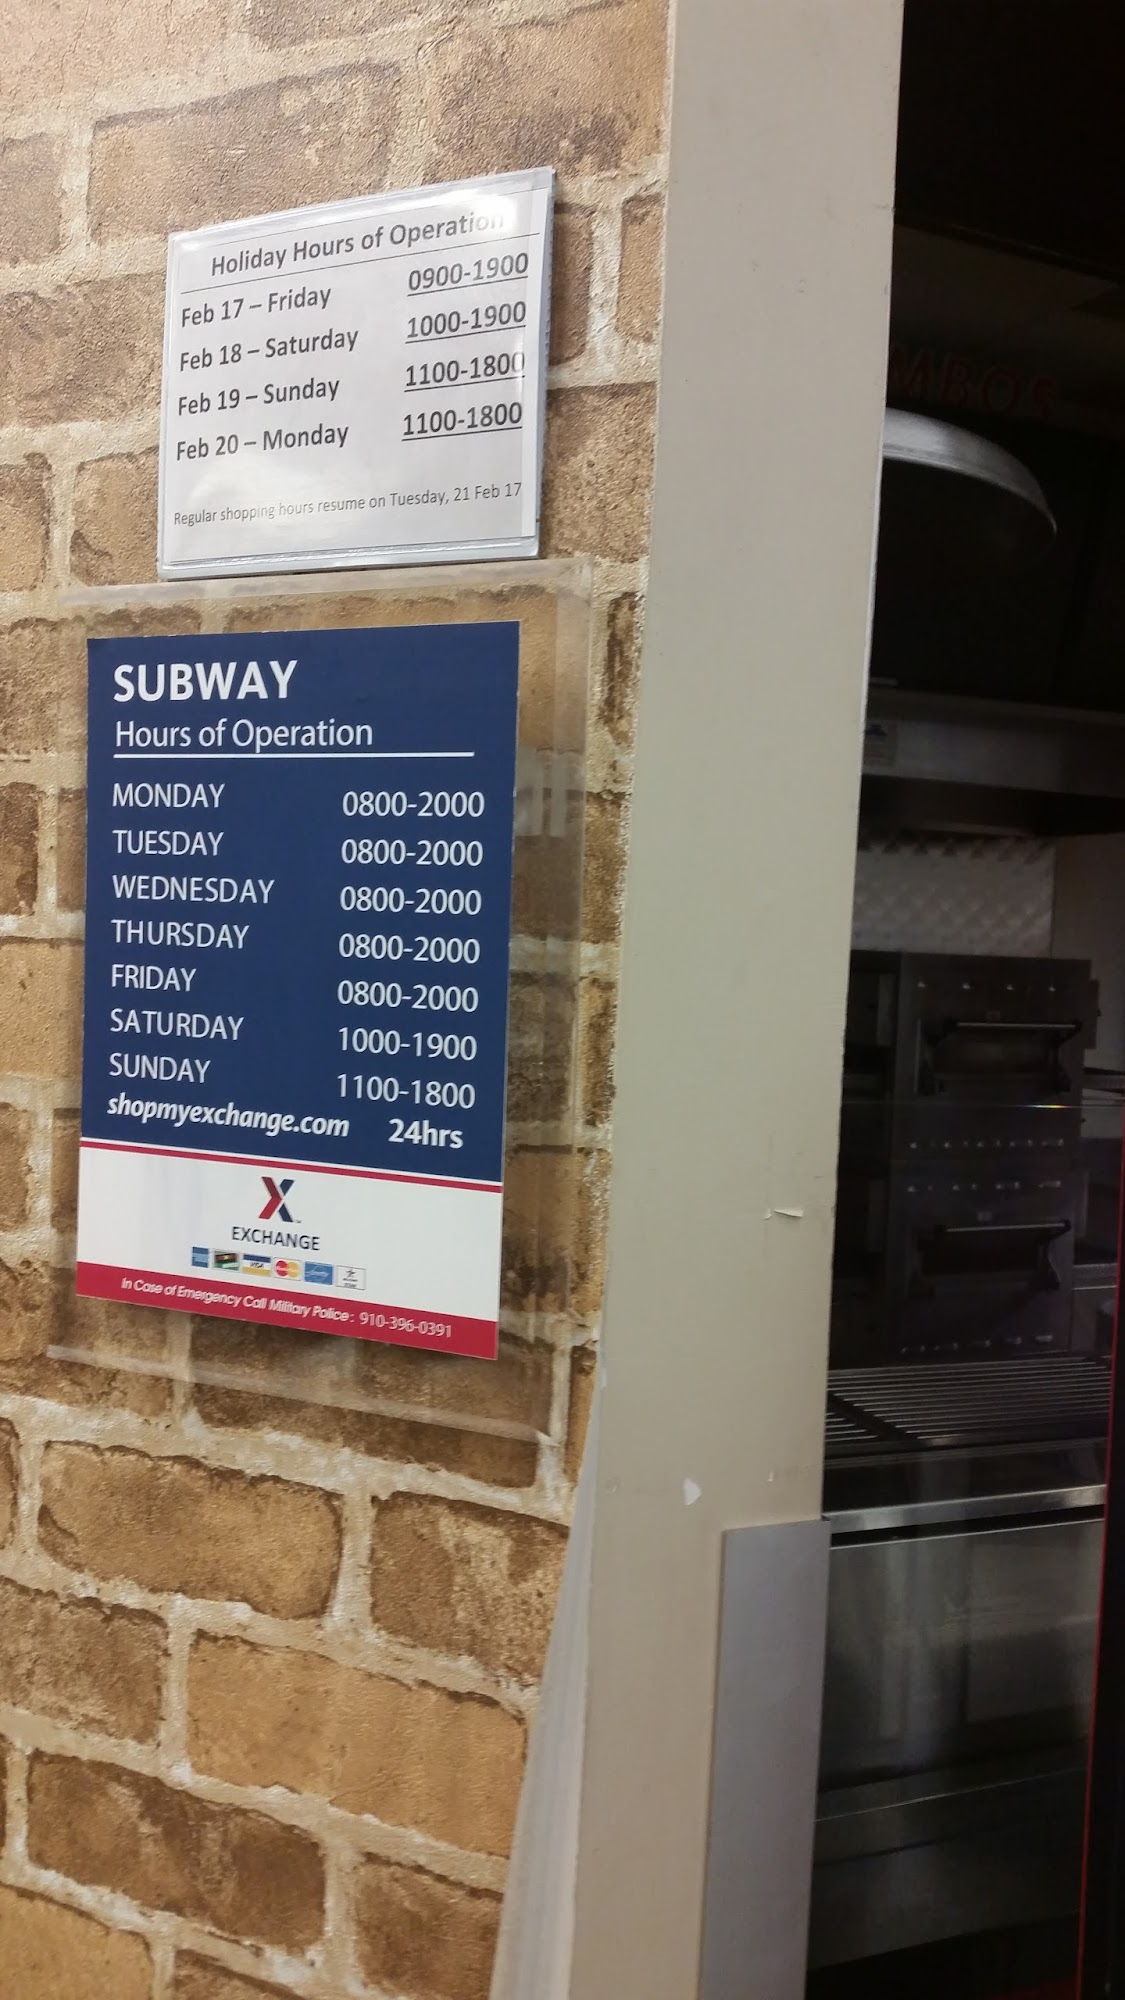 Holiday Hours of Operation
Feb 17 – Friday 0900-1900
Feb 18 – Saturday 1000-1900
Feb 19 – Sunday 1100-1800
Feb 20 – Monday 1100-1800
Regular shopping hours resume on Tuesday, 21 Feb 17
SUBWAY
Hours of Operation
MONDAY 0800-2000
TUESDAY 0800-2000
WEDNESDAY 0800-2000
THURSDAY 0800-2000
FRIDAY 0800-2000
SATURDAY 1000-1900
SUNDAY 1100-1800
shopmyexchange.com 24hrs
X
EXCHANGE
VISA
In Case of Emergency Call Military Police: 910-396-0391